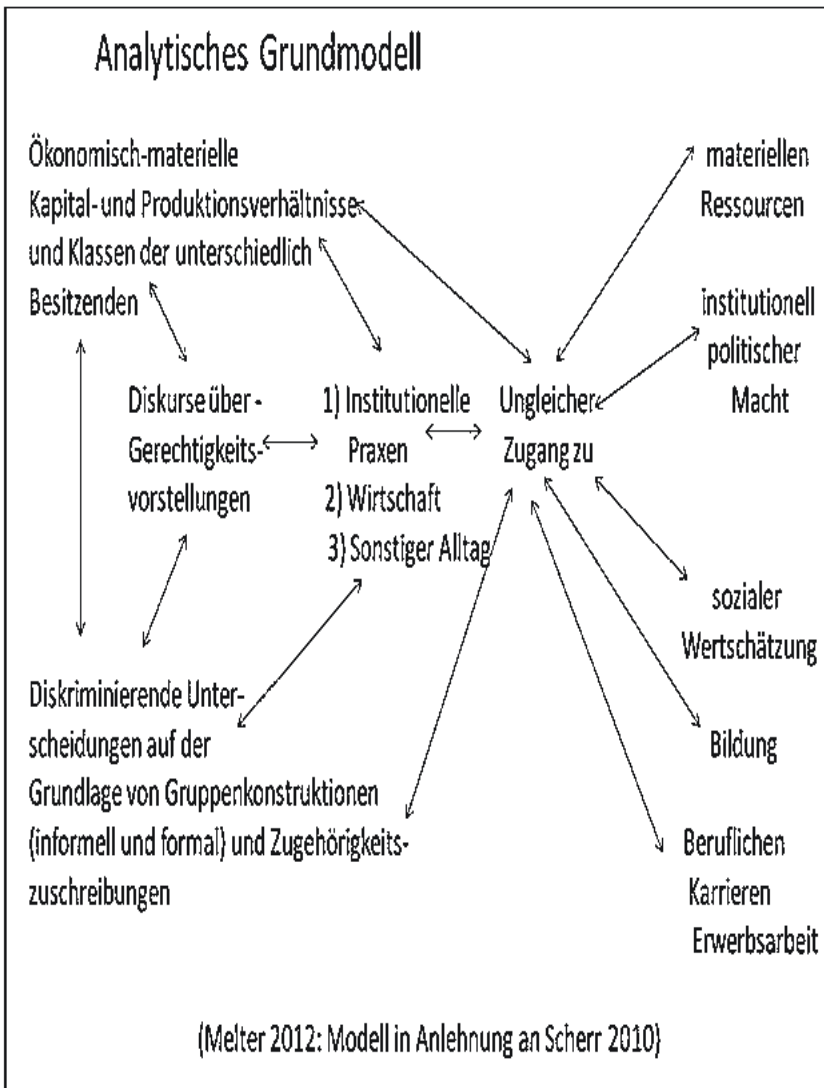 Analytisches Grundmodell
Ökonomisch-materielle
Kapital- und Produktionsverhältnisse
und Klassen der unterschiedlich
Besitzenden
Diskurse über -
Gerechtigkeits-
vorstellungen
1) Institutionelle
Praxen
2) Wirtschaft
3) Sonstiger Alltag
Ungleicher
Zugang zu
materiellen
Ressourcen
institutionell
politischer
Macht
sozialer
Wertschätzung
Bildung
Beruflichen
Karrieren
Erwerbsarbeit
Diskriminierende Unter-
scheidungen auf der
Grundlage von Gruppenkonstruktionen
(informell und formal) und Zugehörigkeits-
zuschreibungen
(Melter 2012: Modell in Anlehnung an Scherr 2010)